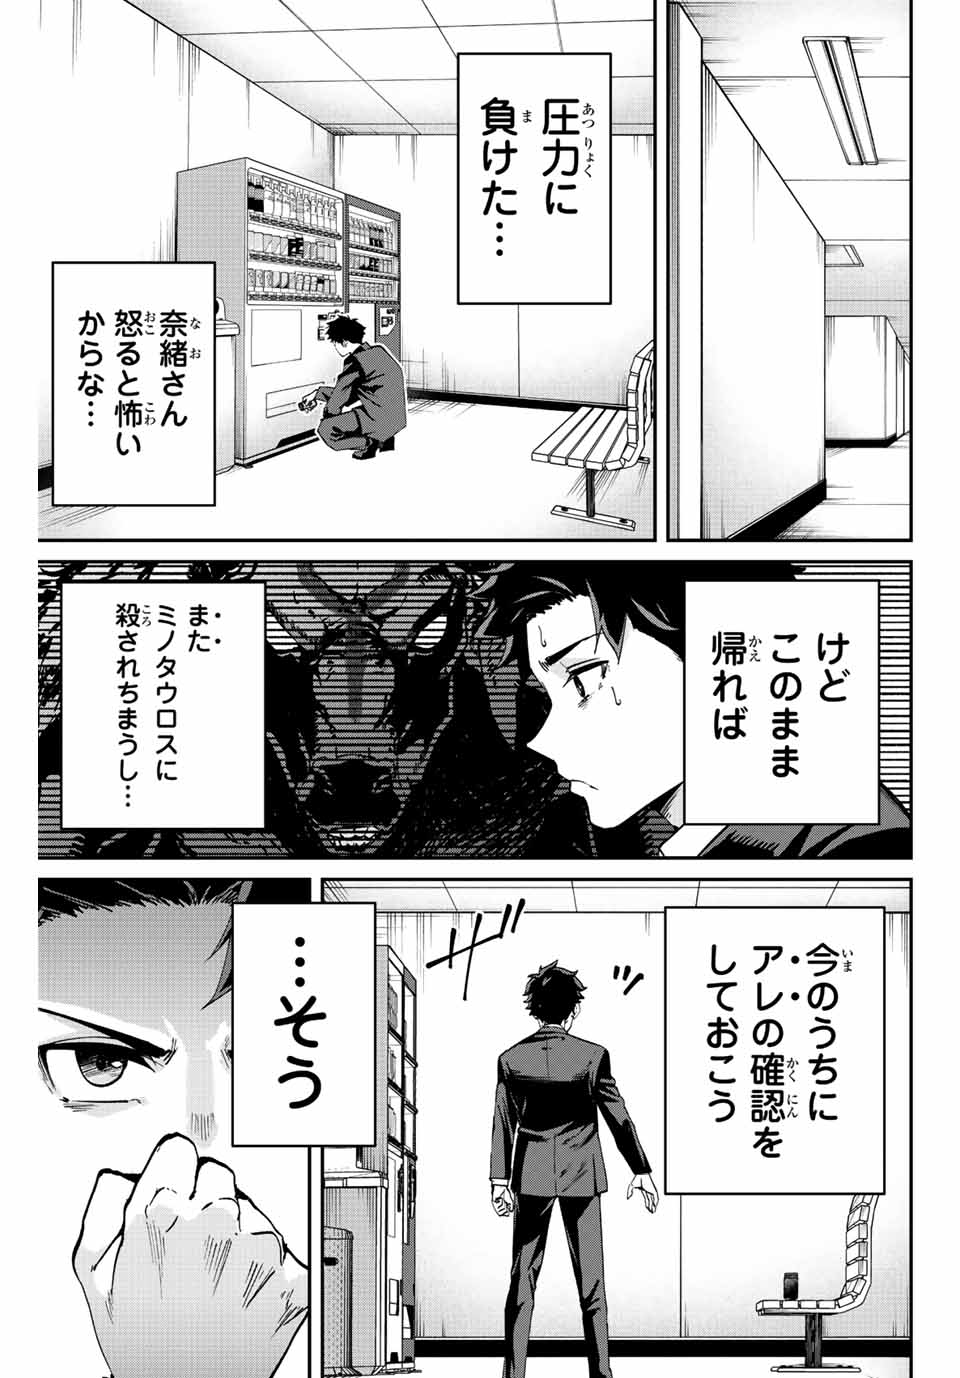 圧力に
負けた…
奈緒さん
怒ると怖い
からな…
けど
このまま
帰れば
また
ミノタウロスに
殺されちまうし…
今のうちに
アレの確認を
しておこう
…そう